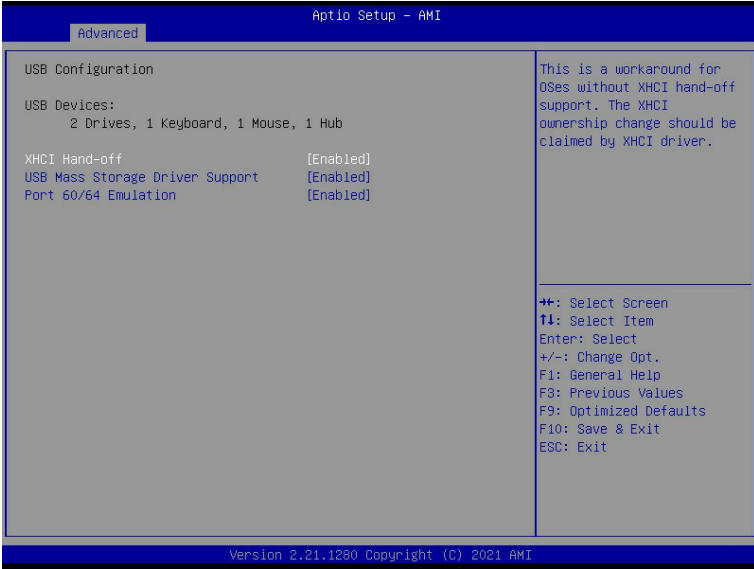 Aptio Setup – AMI
Advanced
USB Configuration
USB Devices:
2 Drives, 1 Keyboard, 1 Mouse, 1 Hub
XHCI Hand-off [Enabled]
USB Mass Storage Driver Support [Enabled]
Port 60/64 Emulation [Enabled]
This is a workaround for
OSes without XHCI hand-off
support. The XHCI
ownership change should be
claimed by XHCI driver.
→←: Select Screen
↑↓: Select Item
Enter: Select
+/-: Change Opt.
F1: General Help
F3: Previous Values
F9: Optimized Defaults
F10: Save & Exit
ESC: Exit
Version 2.21.1280 Copyright (C) 2021 AMI